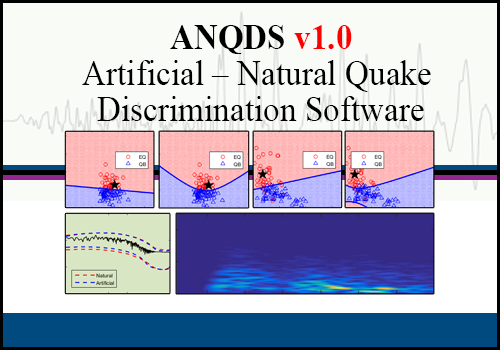 ANQDS v1.0
Artificial – Natural Quake
Discrimination Software
EQ
QB
EQ
QB
EQ
QB
EQ
QB
Natural
Artificial